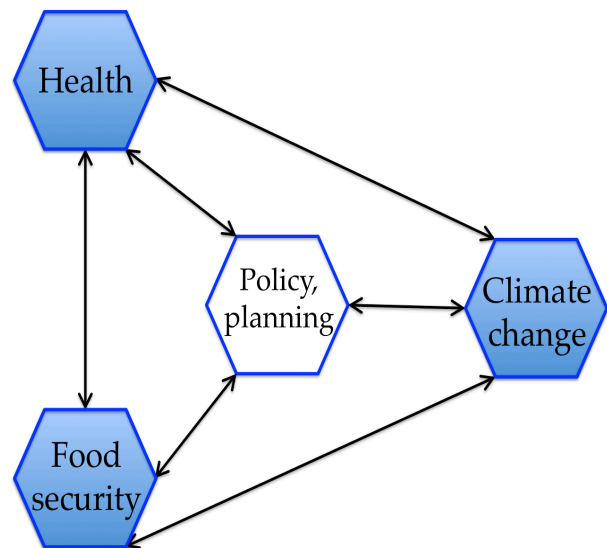 Health
Policy,
planning
Climate
change
Food
security